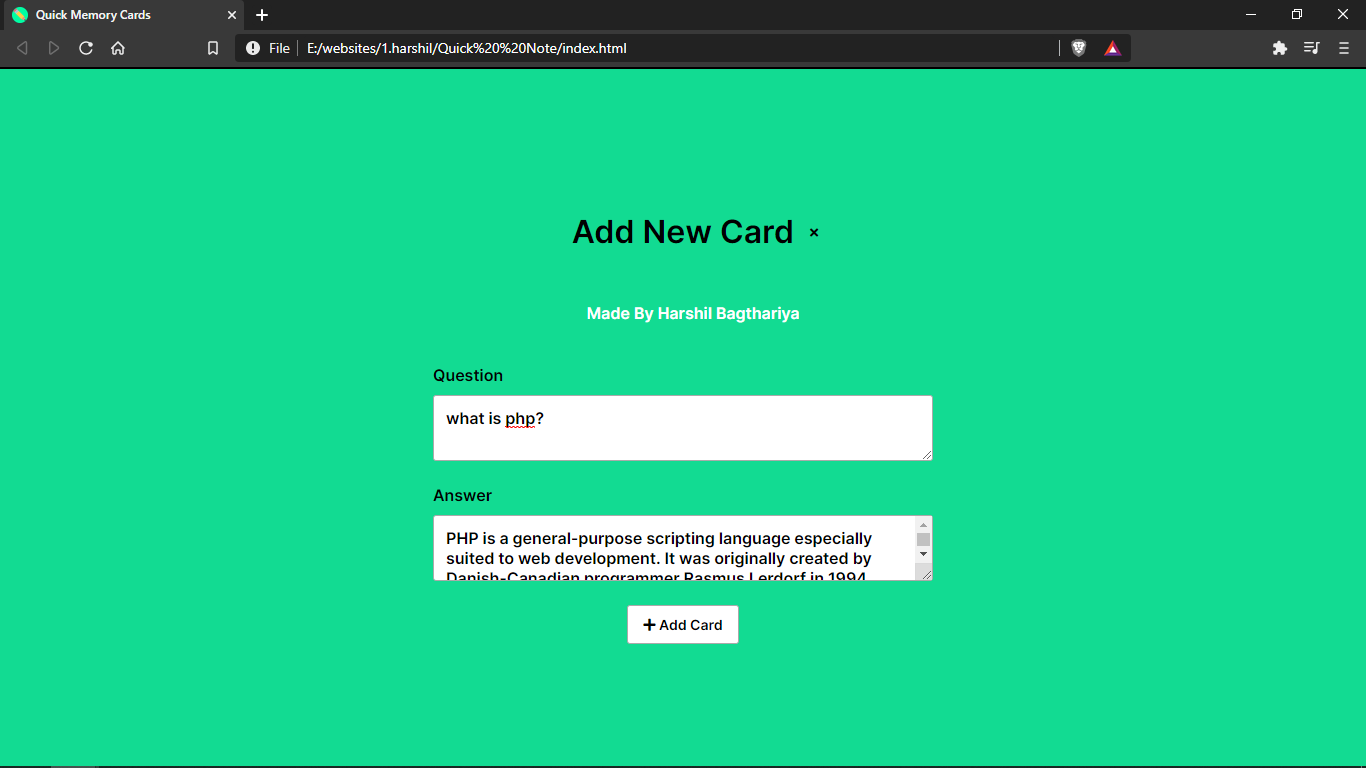 Quick Memory Cards
File
E:/websites/1.harshil/Quick%20%20Note/index.html
Add New Card ×
Made By Harshil Bagthariya
Question
what is php?
Answer
PHP is a general-purpose scripting language especially
suited to web development. It was originally created by
Danish-Canadian programmer Rasmus Lerdorf in 1994
Add Card